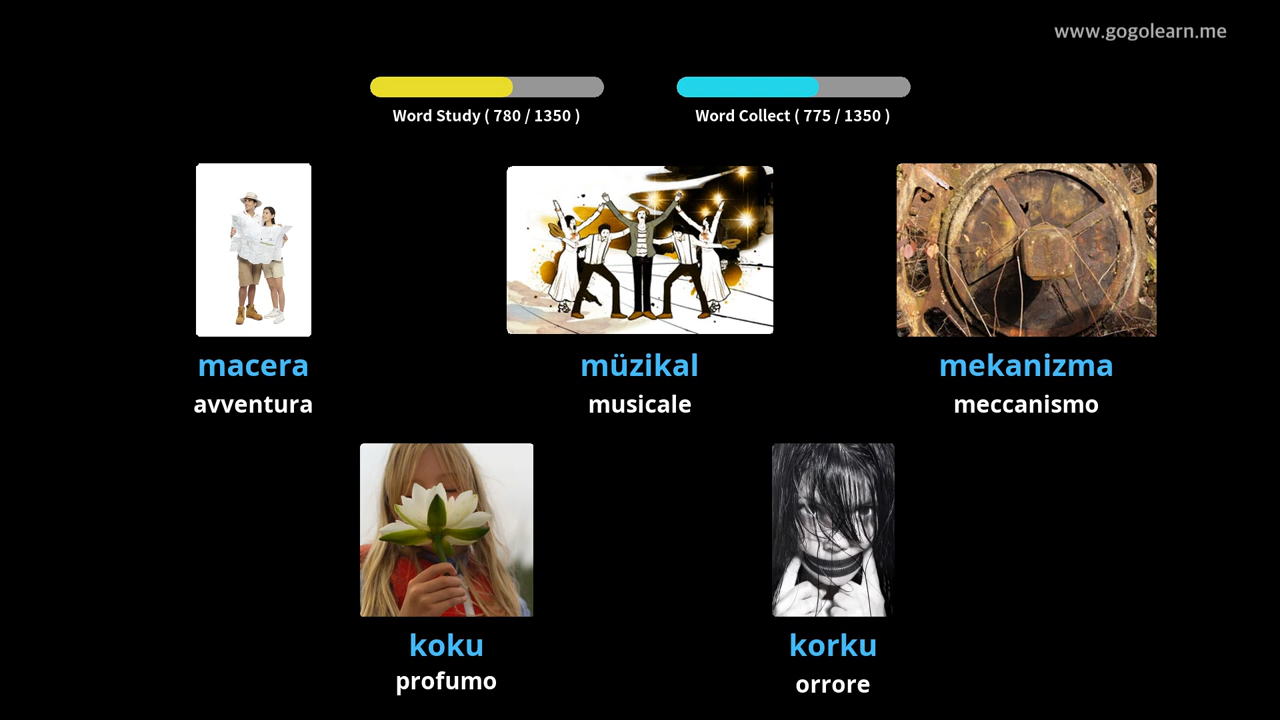 www.gogolearn.me
Word Study ( 780 / 1350 )
Word Collect ( 775 / 1350 )
macera
avventura
müzikal
musicale
mekanizma
meccanismo
koku
profumo
korku
orrore